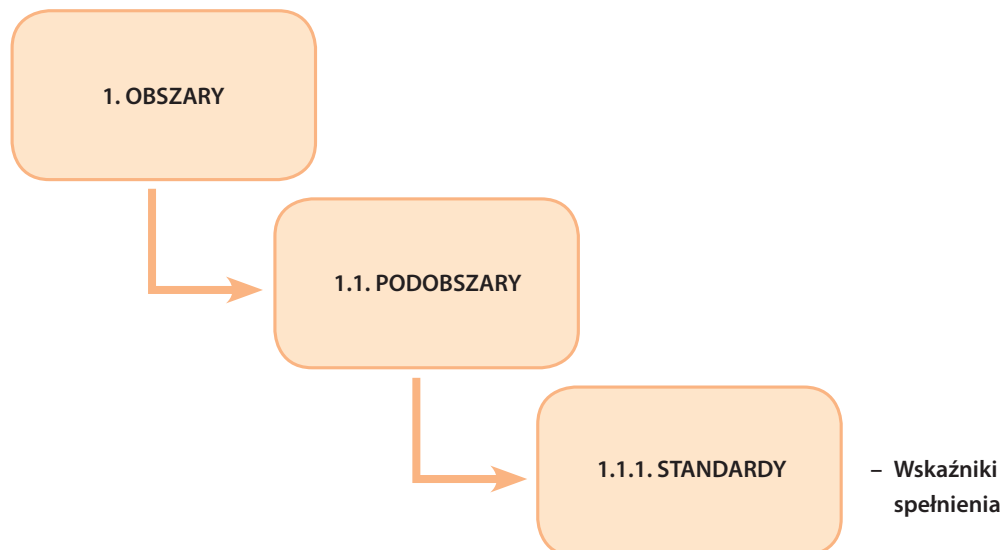 1. OBSZARY
1.1. PODOBSZARY
1.1.1. STANDARDY
– Wskaźniki
spełnienia